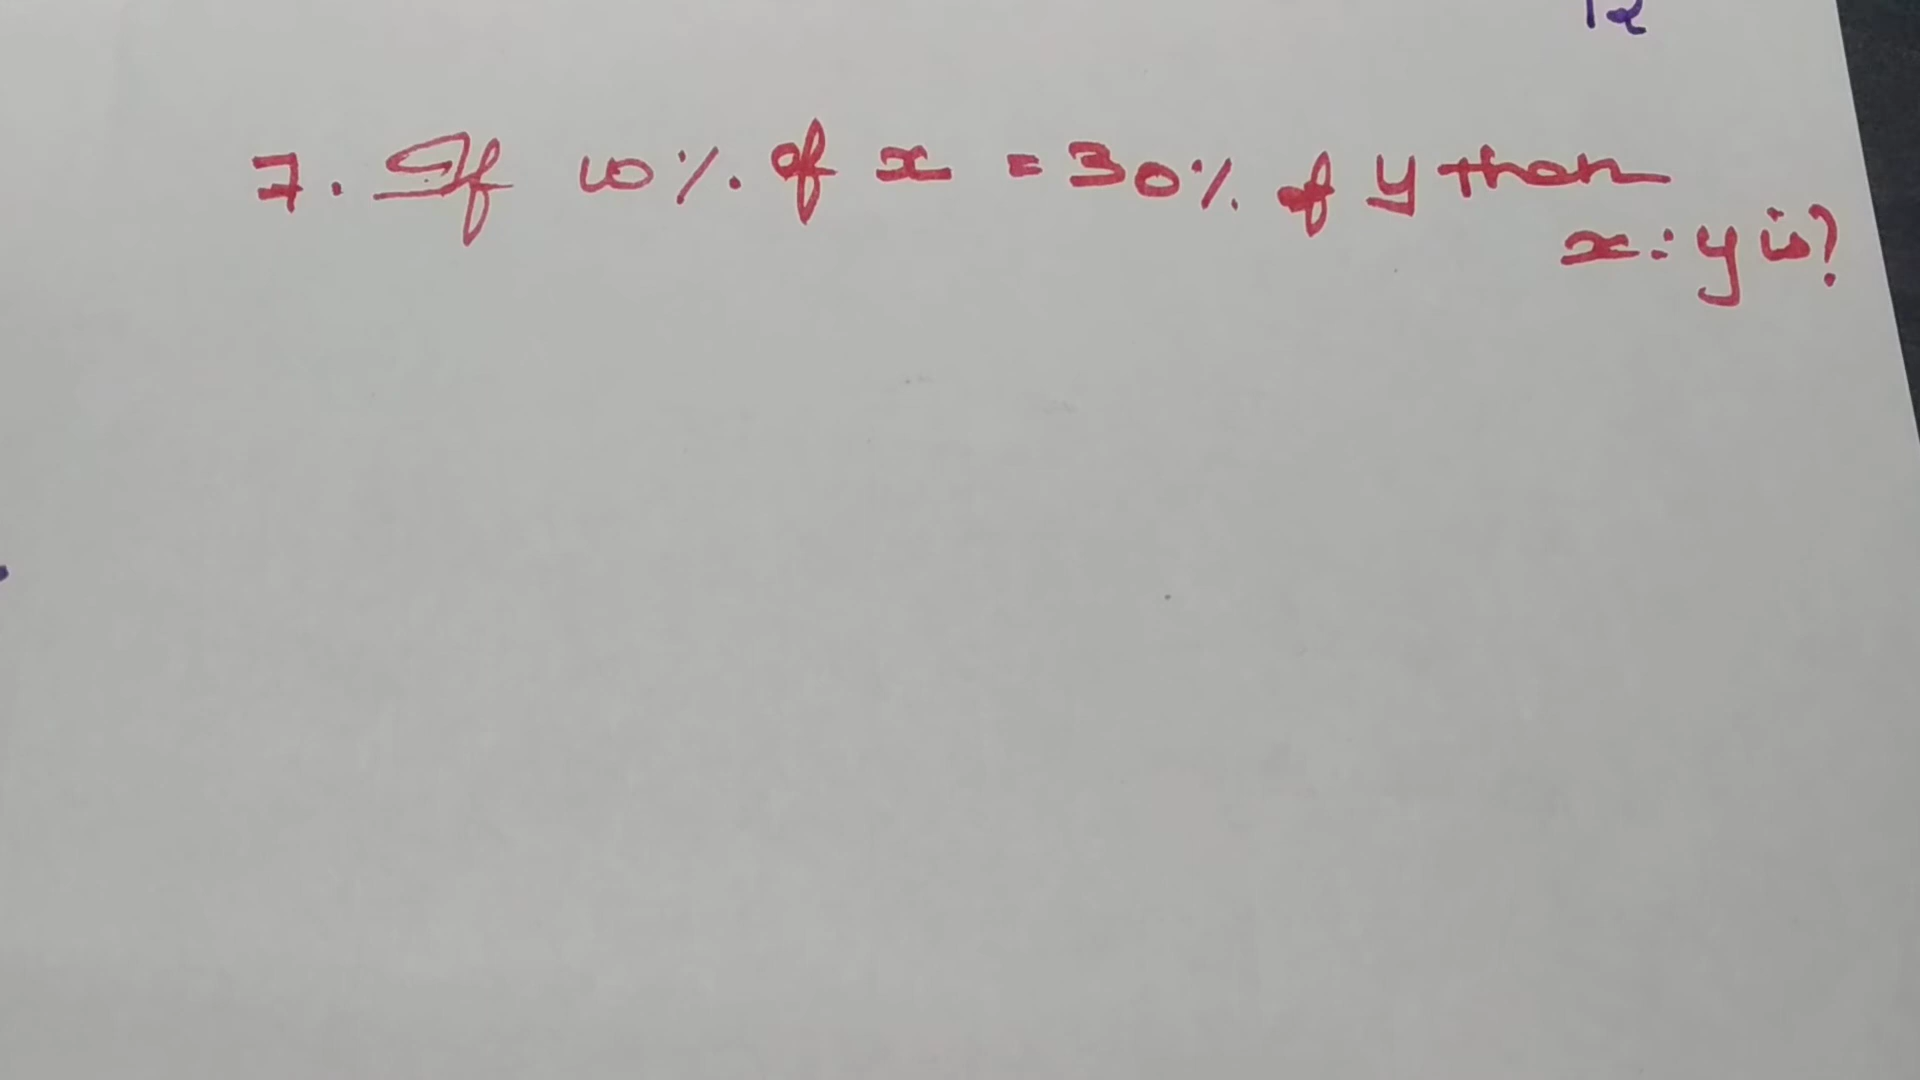 7. If 10%. of x = 30%. of y then
x : y is?